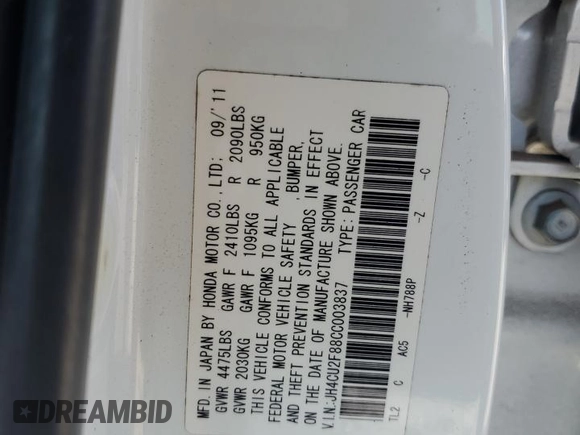 MFD. IN JAPAN BY HONDA MOTOR CO., LTD: 09/'11
GVWR 4475LBS GAWR F 2410LBS R 2090LBS
GVWR 2030KG GAWR F 1095KG R 950KG
THIS VEHICLE CONFORMS TO ALL APPLICABLE
FEDERAL MOTOR VEHICLE SAFETY , BUMPER,
AND THEFT PREVENTION STANDARDS IN EFFECT
ON THE DATE OF MANUFACTURE SHOWN ABOVE.
V.I.N: JH4CU2F88CC003837 TYPE: PASSENGER CAR
TL2 C AC5 -NH788P -Z -C
DREAMBID